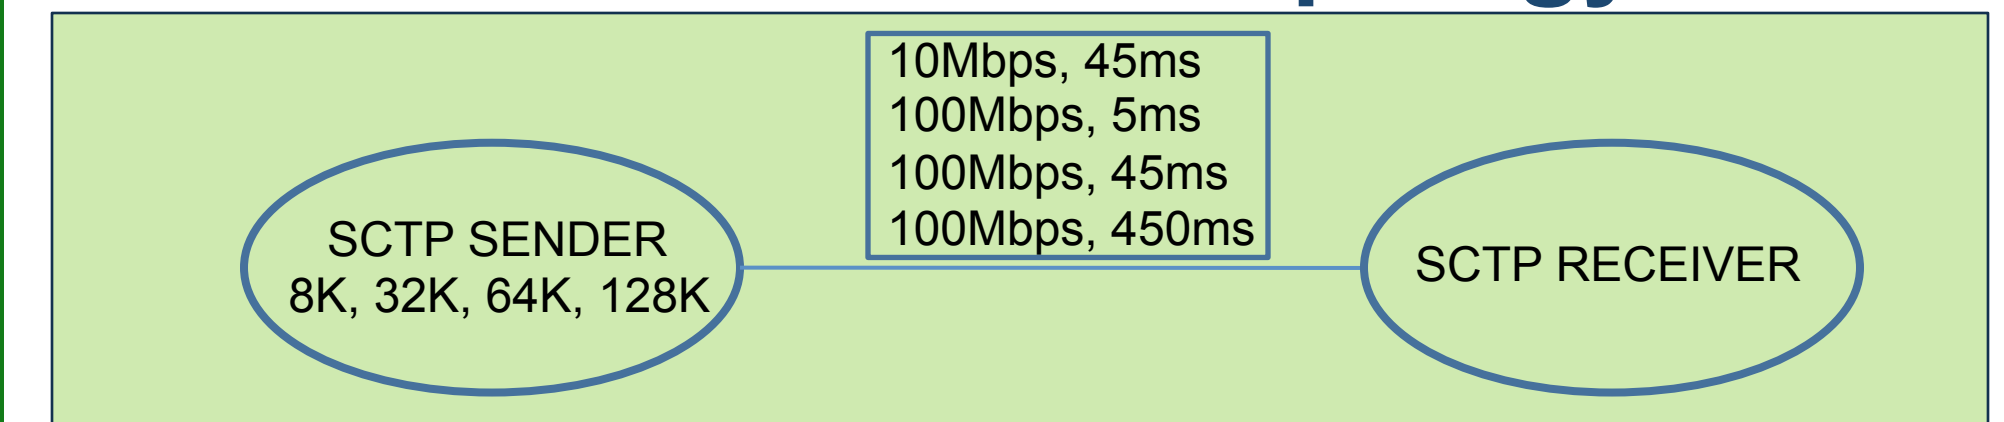 10Mbps, 45ms
100Mbps, 5ms
100Mbps, 45ms
100Mbps, 450ms
SCTP SENDER
8K, 32K, 64K, 128K
SCTP RECEIVER